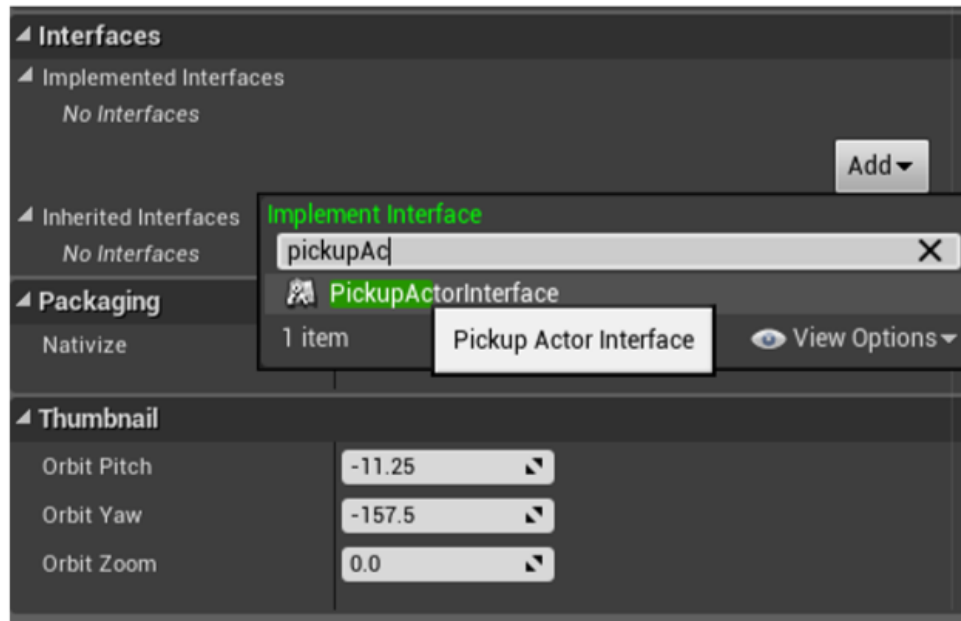 Interfaces
Implemented Interfaces
No Interfaces
Add
Inherited Interfaces
No Interfaces
Implement Interface
pickupAc
PickupActorInterface
1 item
View Options
Pickup Actor Interface
Packaging
Nativize
Thumbnail
Orbit Pitch -11.25
Orbit Yaw -157.5
Orbit Zoom 0.0